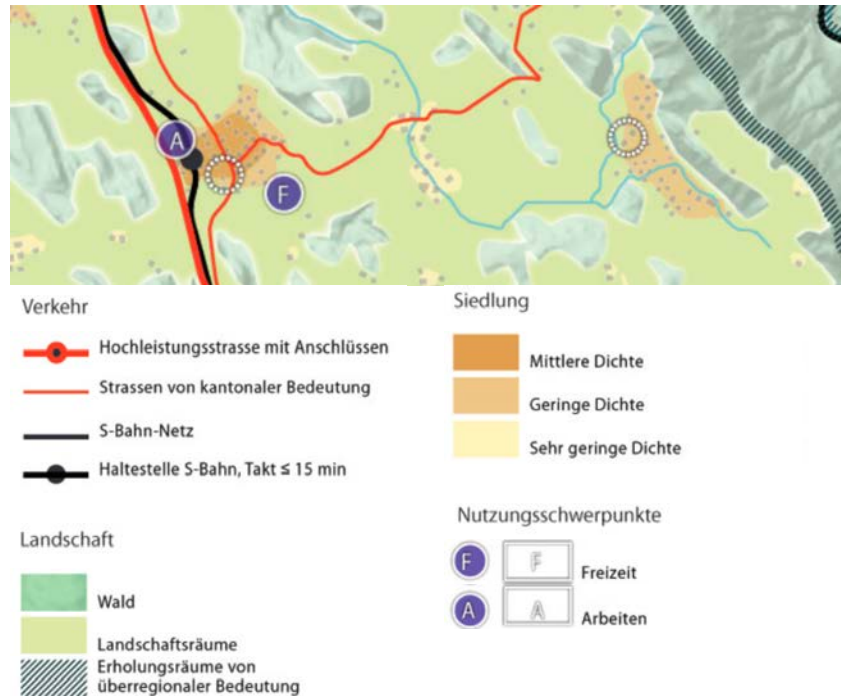 A
F
Verkehr
Hochleistungsstrasse mit Anschlüssen
Strassen von kantonaler Bedeutung
S-Bahn-Netz
Haltestelle S-Bahn, Takt ≤ 15 min
Landschaft
Wald
Landschaftsräume
Erholungsräume von
überregionaler Bedeutung
Siedlung
Mittlere Dichte
Geringe Dichte
Sehr geringe Dichte
Nutzungsschwerpunkte
F F Freizeit
A A Arbeiten